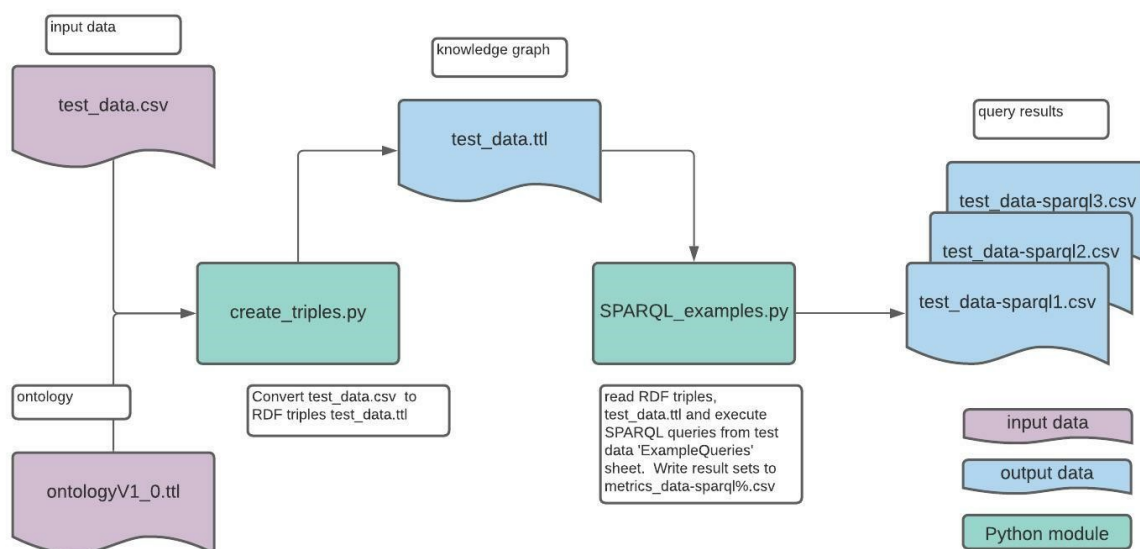 input data
test_data.csv
knowledge graph
test_data.ttl
query results
test_data-sparql3.csv
test_data-sparql2.csv
test_data-sparql1.csv
create_triples.py
SPARQL_examples.py
ontology
ontologyV1_0.ttl
Convert test_data.csv to
RDF triples test_data.ttl
read RDF triples,
test_data.ttl and execute
SPARQL queries from test
data 'ExampleQueries'
sheet. Write result sets to
metrics_data-sparql%.csv
input data
output data
Python module